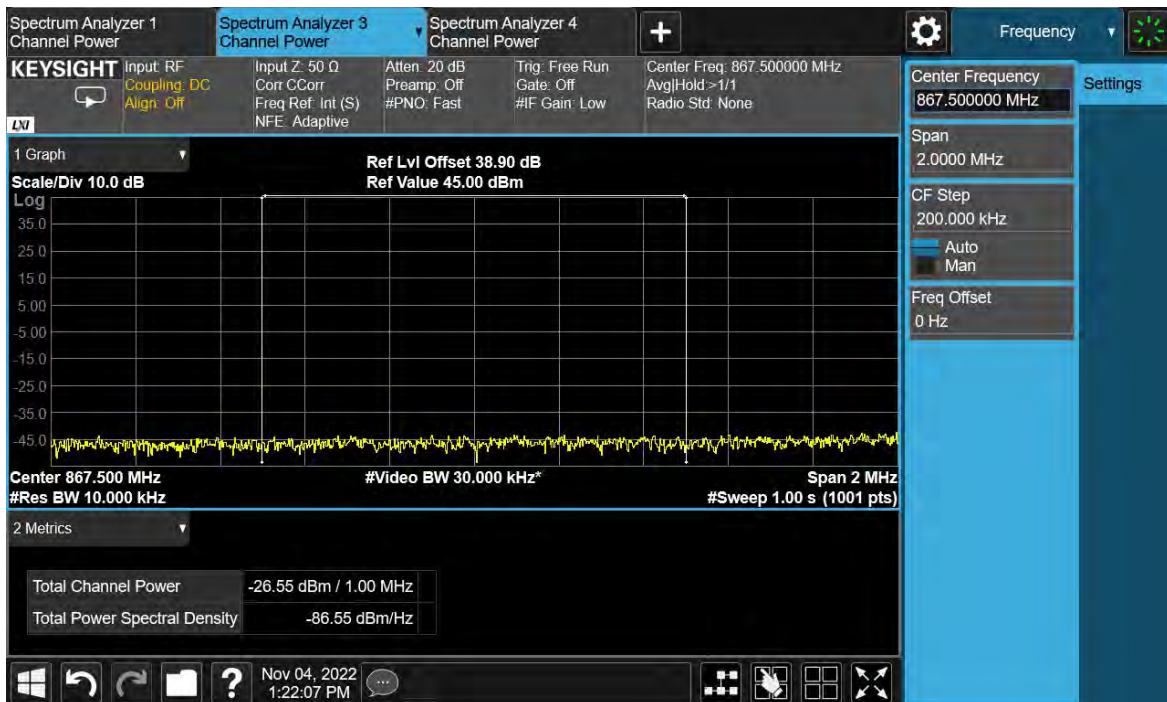 Spectrum Analyzer 1
Channel Power
Spectrum Analyzer 3
Channel Power
Spectrum Analyzer 4
Channel Power
+
Frequency
KEYSIGHT
LXI
Input: RF
Coupling: DC
Align: Off
Input Z: 50 Ω
Corr CCorr
Freq Ref: Int (S)
NFE: Adaptive
Atten: 20 dB
Preamp: Off
#PNO: Fast
Trig: Free Run
Gate: Off
#IF Gain: Low
Center Freq: 867.500000 MHz
Avg|Hold:>1/1
Radio Std: None
Center Frequency
867.500000 MHz
Settings
Span
2.0000 MHz
CF Step
200.000 kHz
Auto
Man
Freq Offset
0 Hz
1 Graph
Ref Lvl Offset 38.90 dB
Scale/Div 10.0 dB
Ref Value 45.00 dBm
Log
35.0
25.0
15.0
5.00
-5.00
-15.0
-25.0
-35.0
-45.0
Center 867.500 MHz
#Video BW 30.000 kHz*
Span 2 MHz
#Res BW 10.000 kHz
#Sweep 1.00 s (1001 pts)
2 Metrics
Total Channel Power -26.55 dBm / 1.00 MHz
Total Power Spectral Density -86.55 dBm/Hz
?
Nov 04, 2022
1:22:07 PM